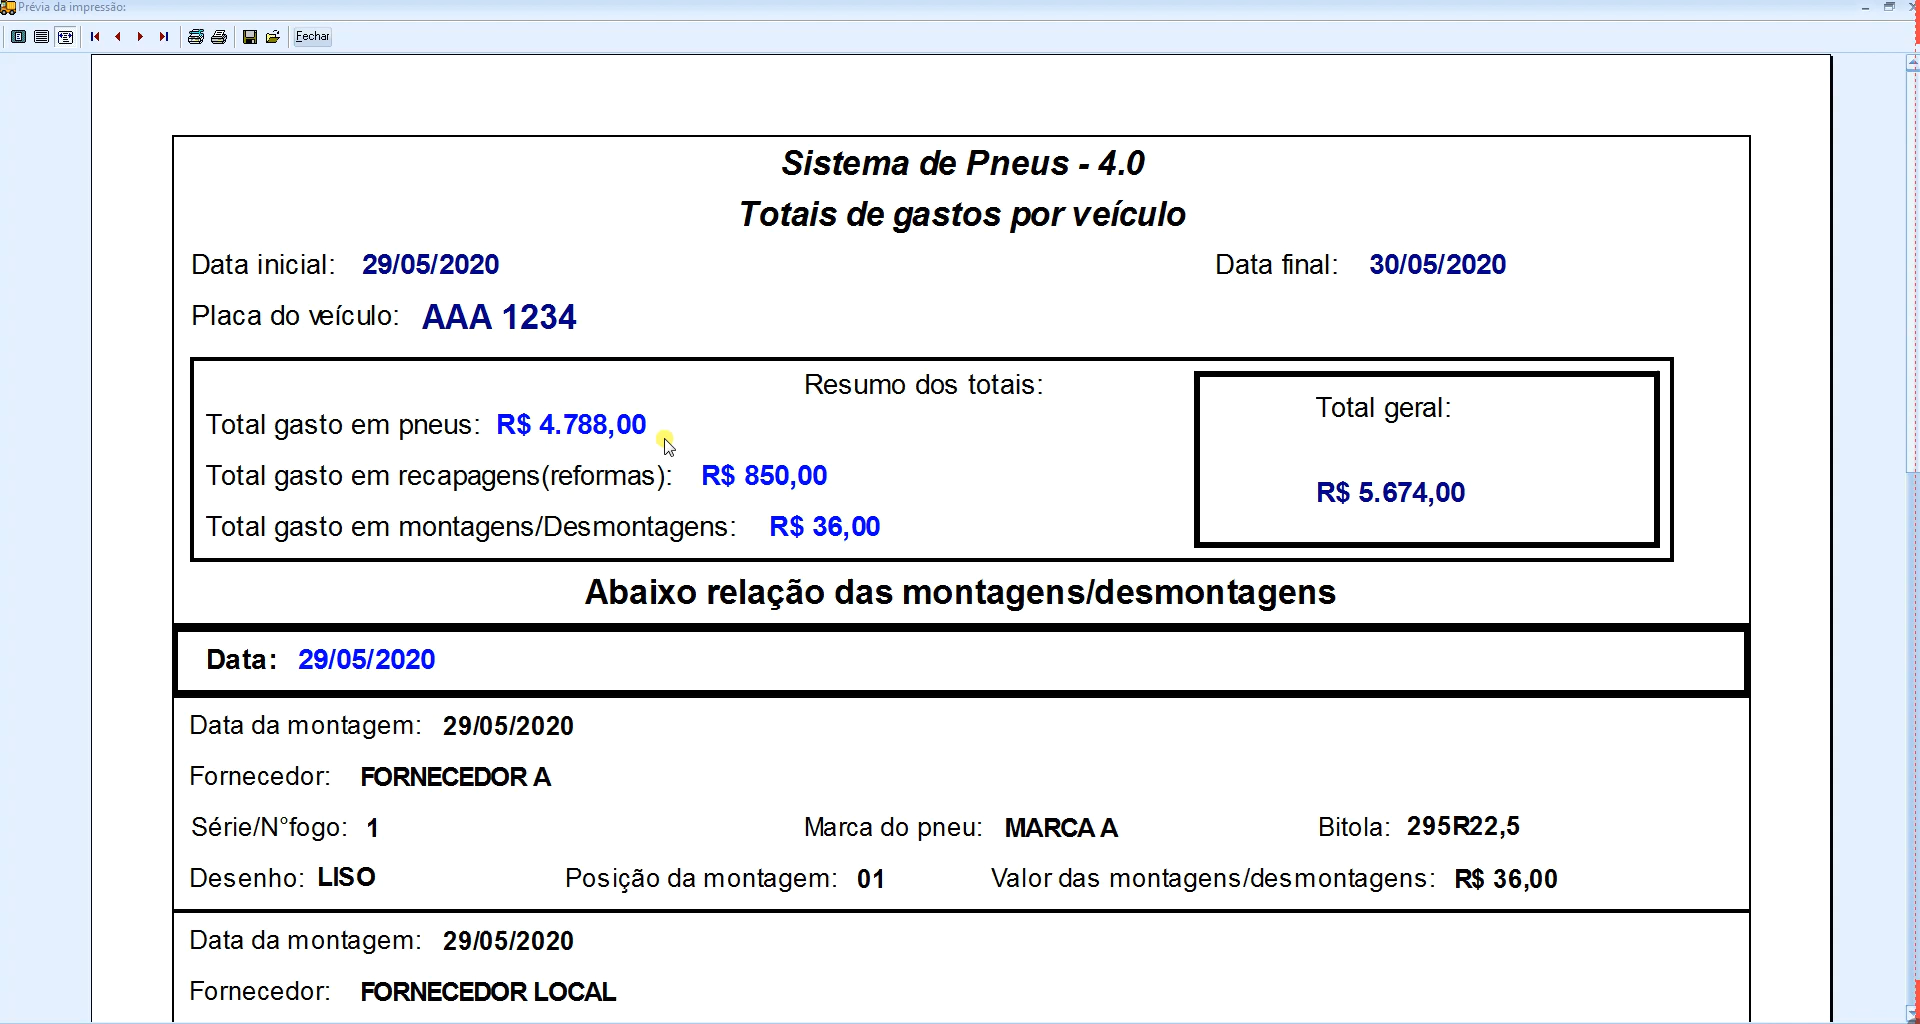 Prévia da impressão:
Fechar
Sistema de Pneus - 4.0
Totais de gastos por veículo
Data inicial: 29/05/2020 Data final: 30/05/2020
Placa do veículo: AAA 1234
Resumo dos totais:
Total geral:
Total gasto em pneus: R$ 4.788,00
Total gasto em recapagens(reformas): R$ 850,00
R$ 5.674,00
Total gasto em montagens/Desmontagens: R$ 36,00
Abaixo relação das montagens/desmontagens
Data: 29/05/2020
Data da montagem: 29/05/2020
Fornecedor: FORNECEDOR A
Série/N°fogo: 1 Marca do pneu: MARCA A Bitola: 295R22,5
Desenho: LISO Posição da montagem: 01 Valor das montagens/desmontagens: R$ 36,00
Data da montagem: 29/05/2020
Fornecedor: FORNECEDOR LOCAL